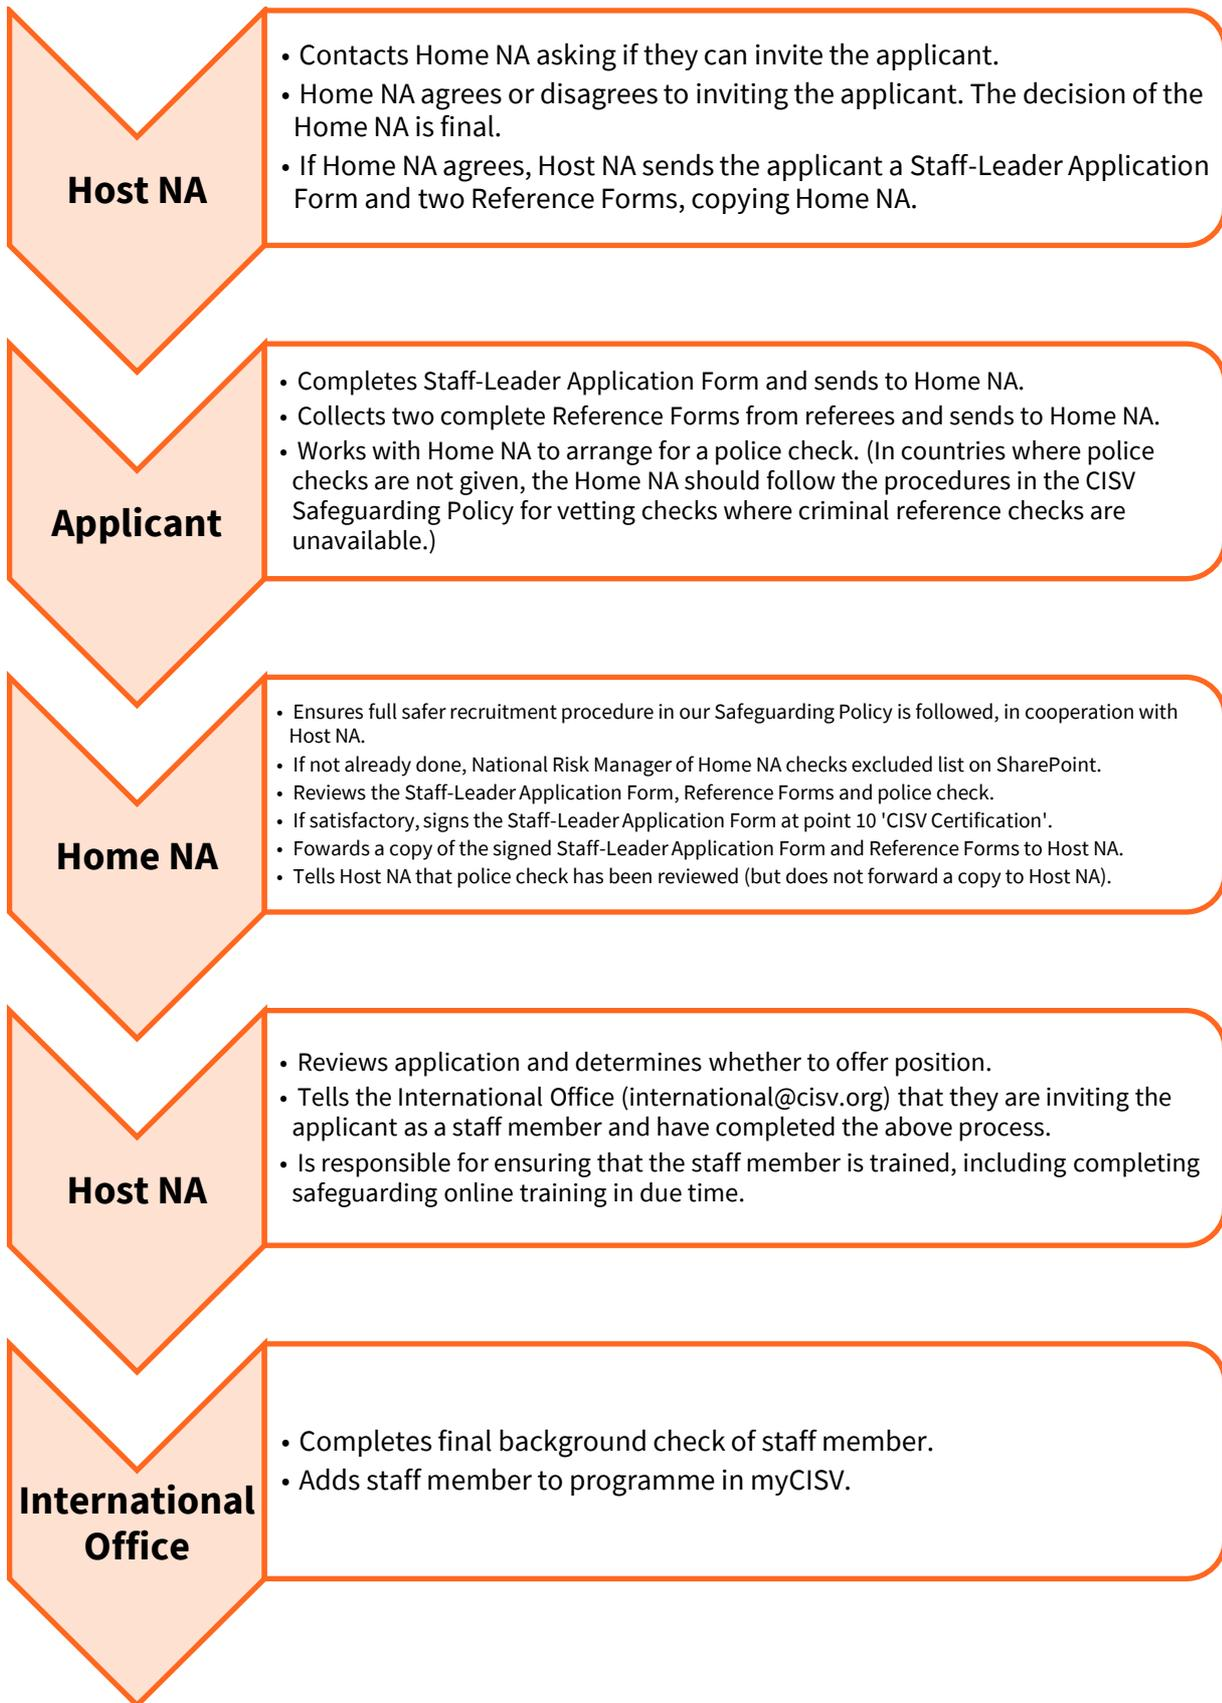 Host NA
• Contacts Home NA asking if they can invite the applicant.
• Home NA agrees or disagrees to inviting the applicant. The decision of the
Home NA is final.
• If Home NA agrees, Host NA sends the applicant a Staff-Leader Application
Form and two Reference Forms, copying Home NA.
Applicant
• Completes Staff-Leader Application Form and sends to Home NA.
• Collects two complete Reference Forms from referees and sends to Home NA.
• Works with Home NA to arrange for a police check. (In countries where police
checks are not given, the Home NA should follow the procedures in the CISV
Safeguarding Policy for vetting checks where criminal reference checks are
unavailable.)
Home NA
• Ensures full safer recruitment procedure in our Safeguarding Policy is followed, in cooperation with
Host NA.
• If not already done, National Risk Manager of Home NA checks excluded list on SharePoint.
• Reviews the Staff-Leader Application Form, Reference Forms and police check.
• If satisfactory, signs the Staff-Leader Application Form at point 10 'CISV Certification'.
• Fowards a copy of the signed Staff-Leader Application Form and Reference Forms to Host NA.
• Tells Host NA that police check has been reviewed (but does not forward a copy to Host NA).
Host NA
• Reviews application and determines whether to offer position.
• Tells the International Office (international@cisv.org) that they are inviting the
applicant as a staff member and have completed the above process.
• Is responsible for ensuring that the staff member is trained, including completing
safeguarding online training in due time.
International
Office
• Completes final background check of staff member.
• Adds staff member to programme in myCISV.